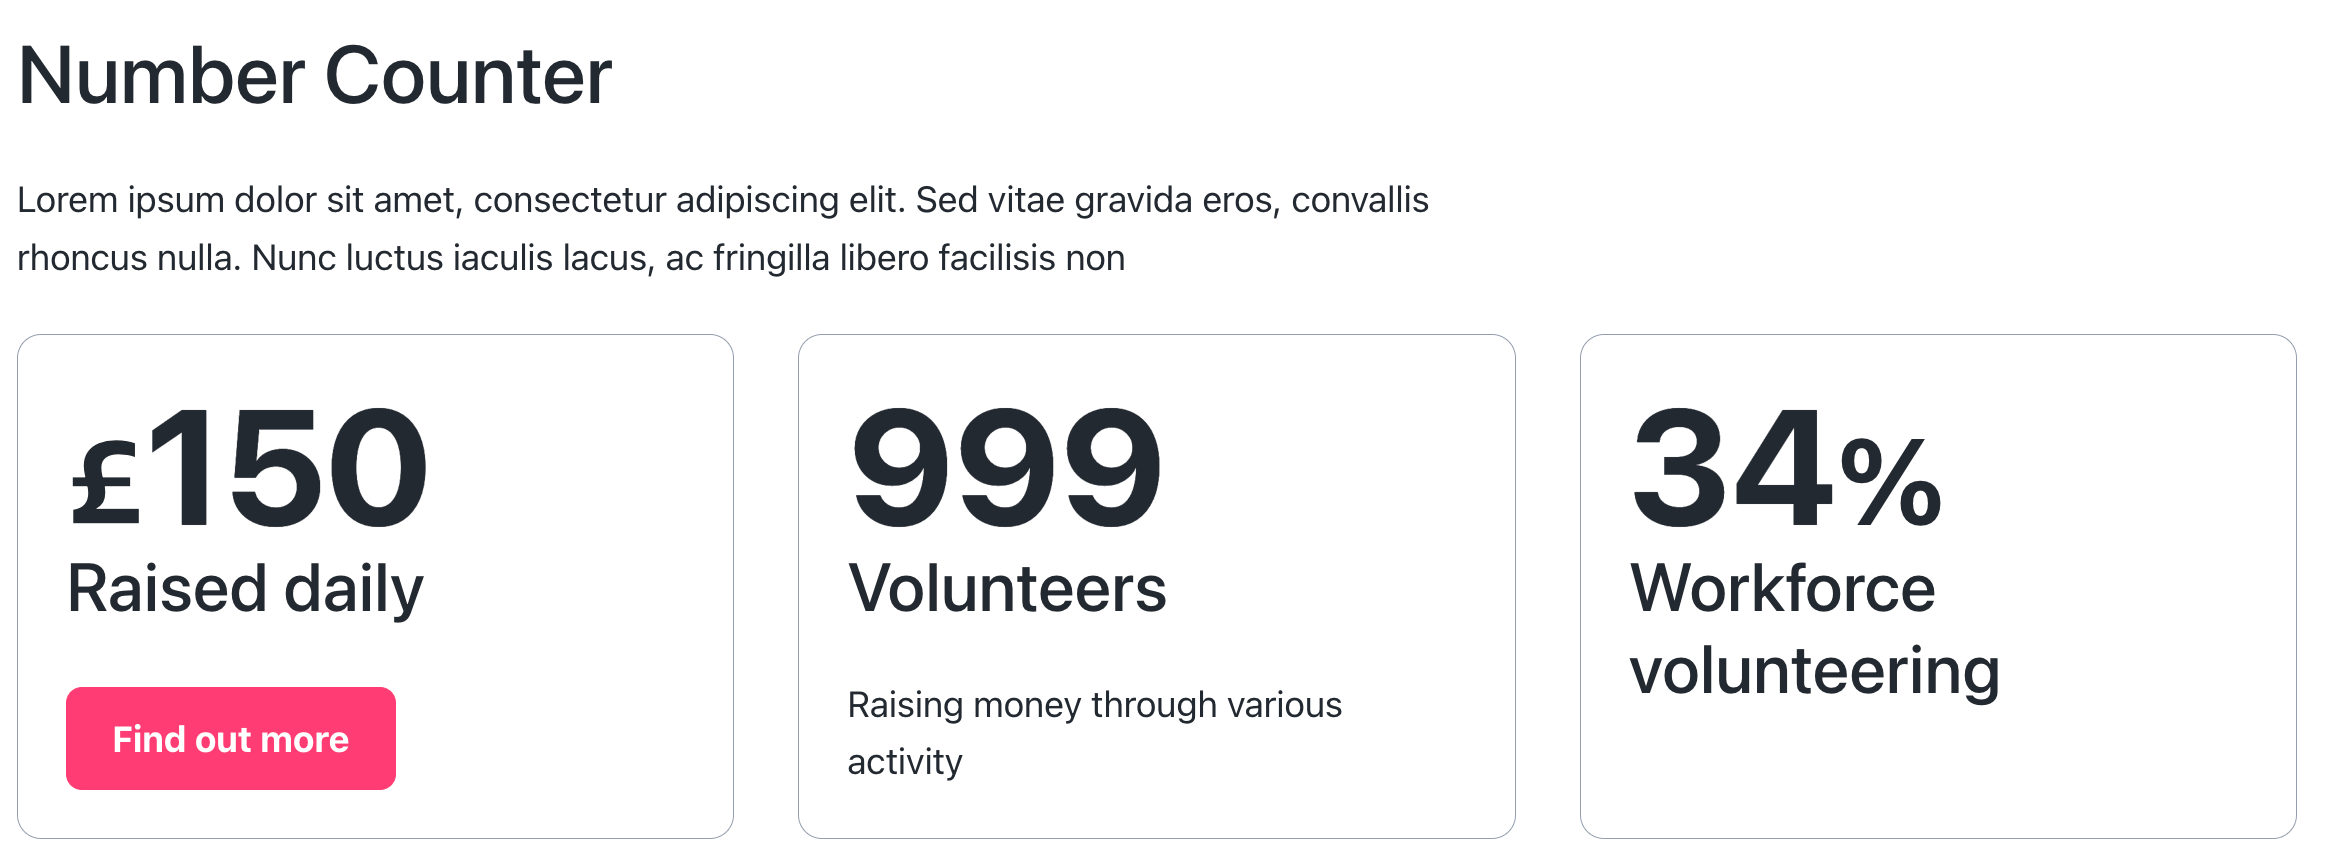 Number Counter
Lorem ipsum dolor sit amet, consectetur adipiscing elit. Sed vitae gravida eros, convallis
rhoncus nulla. Nunc luctus iaculis lacus, ac fringilla libero facilisis non
£150
Raised daily
Find out more
999
Volunteers
Raising money through various
activity
34%
Workforce
volunteering